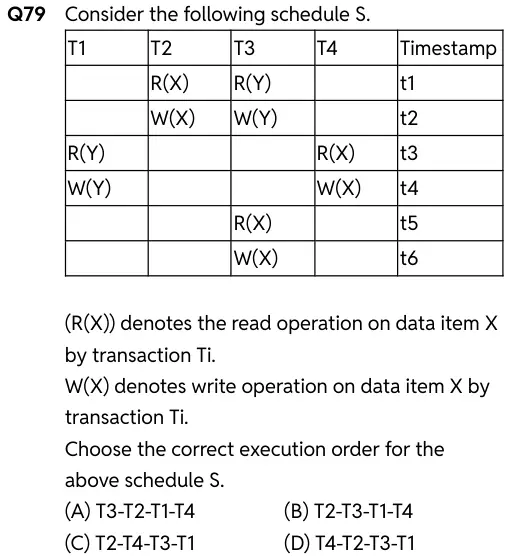 Q79 Consider the following schedule S.
T1 T2 T3 T4 Timestamp
R(X) R(Y) t1
W(X) W(Y) t2
R(Y) R(X) t3
W(Y) W(X) t4
R(X) t5
W(X) t6
(R(X)) denotes the read operation on data item X
by transaction Ti.
W(X) denotes write operation on data item X by
transaction Ti.
Choose the correct execution order for the
above schedule S.
(A) T3-T2-T1-T4 (B) T2-T3-T1-T4
(C) T2-T4-T3-T1 (D) T4-T2-T3-T1